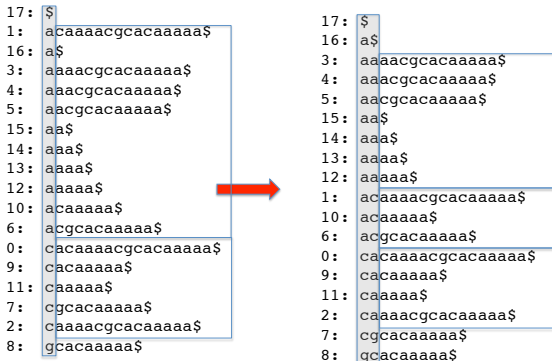 17: $
1: acaaaacgcacaaaaa$
16: a$
3: aaaacgcacaaaaa$
4: aaacgcacaaaaa$
5: aacgcacaaaaa$
15: aa$
14: aaa$
13: aaaa$
12: aaaaa$
10: acaaaaa$
6: acgcacaaaaa$
0: cacaaaacgcacaaaaa$
9: cacaaaaa$
11: caaaaa$
7: cgcacaaaaa$
2: caaaacgcacaaaaa$
8: gcacaaaaa$
17: $
16: a$
3: aaaacgcacaaaaa$
4: aaacgcacaaaaa$
5: aacgcacaaaaa$
15: aa$
14: aaa$
13: aaaa$
12: aaaaa$
1: acaaaacgcacaaaaa$
10: acaaaaa$
6: acgcacaaaaa$
0: cacaaaacgcacaaaaa$
9: cacaaaaa$
11: caaaaa$
2: caaaacgcacaaaaa$
7: cgcacaaaaa$
8: gcacaaaaa$